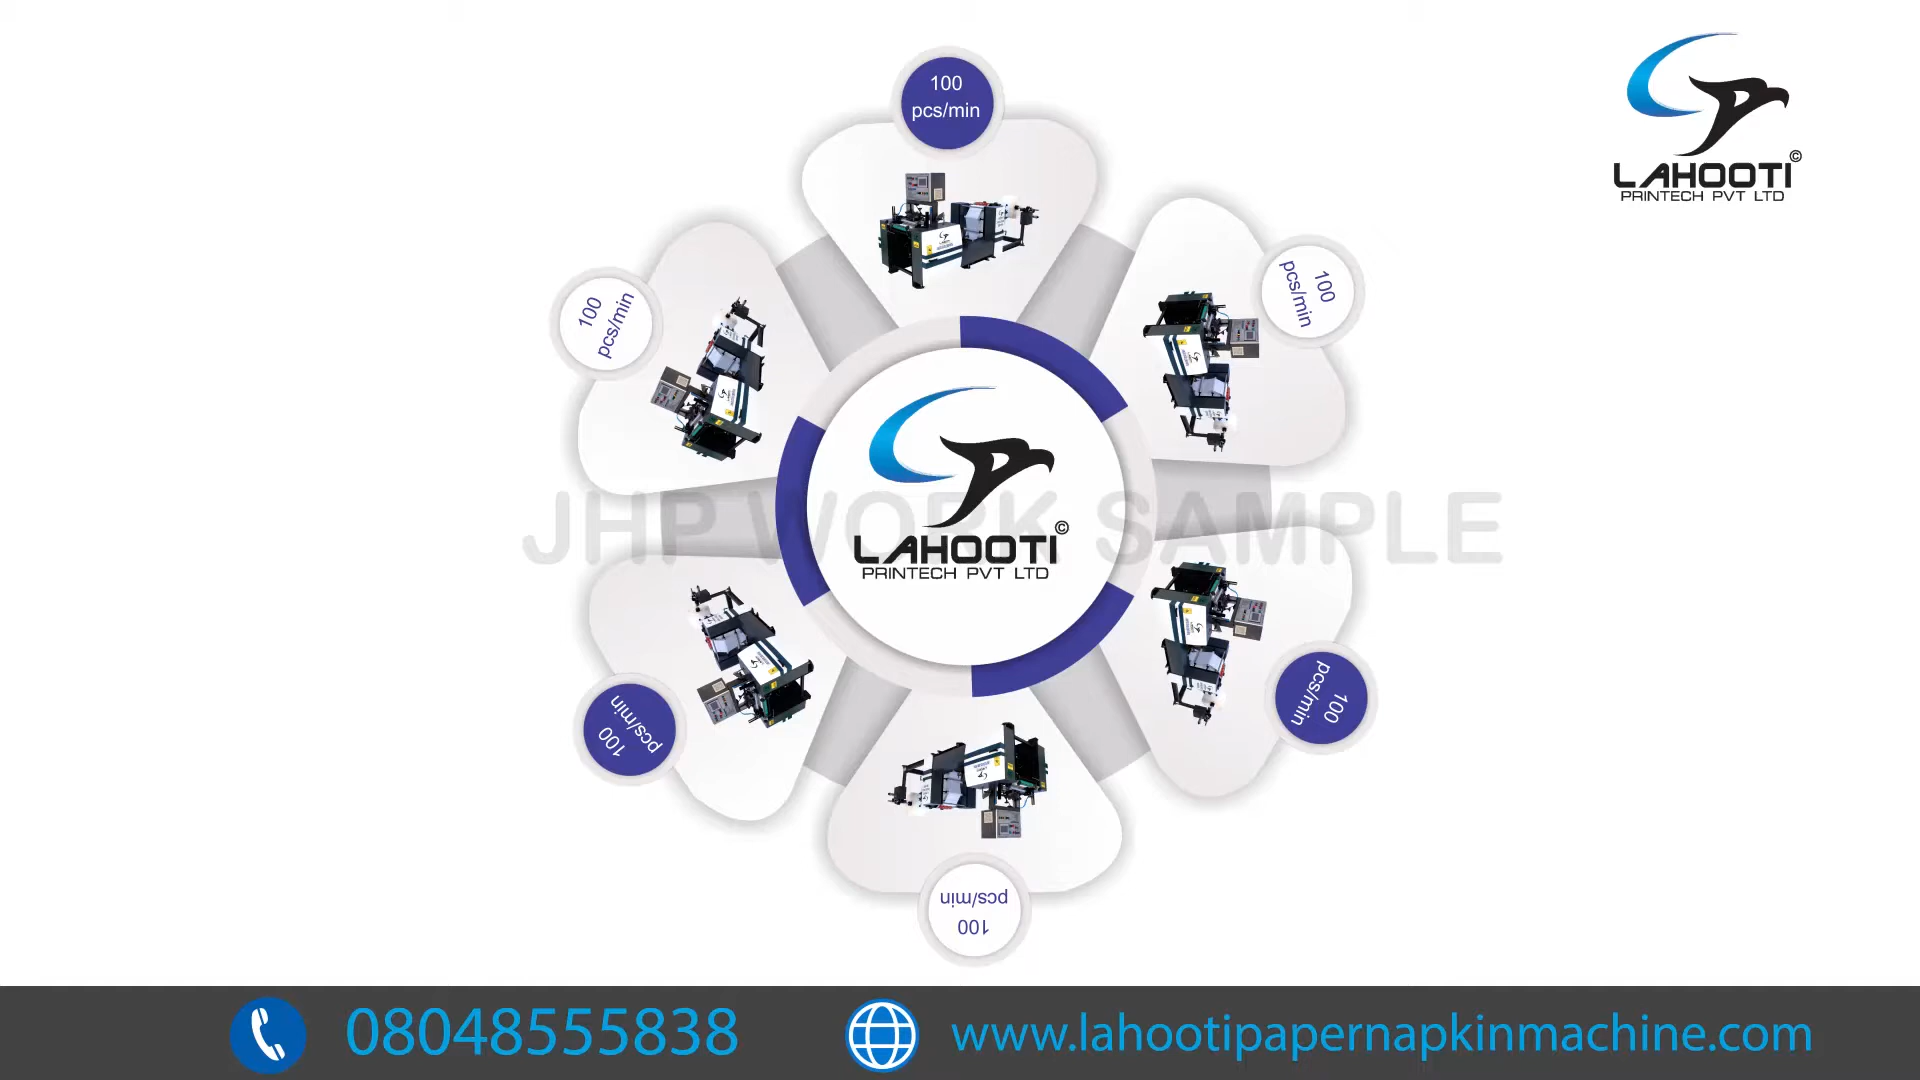 100
pcs/min
LAHOOTI©
PRINTECH PVT LTD
100
pcs/min
100
pcs/min
JHP WORK SAMPLE
LAHOOTI©
PRINTECH PVT LTD
100
pcs/min
100
pcs/min
100
pcs/min
08048555838
www.lahootipapernapkinmachine.com